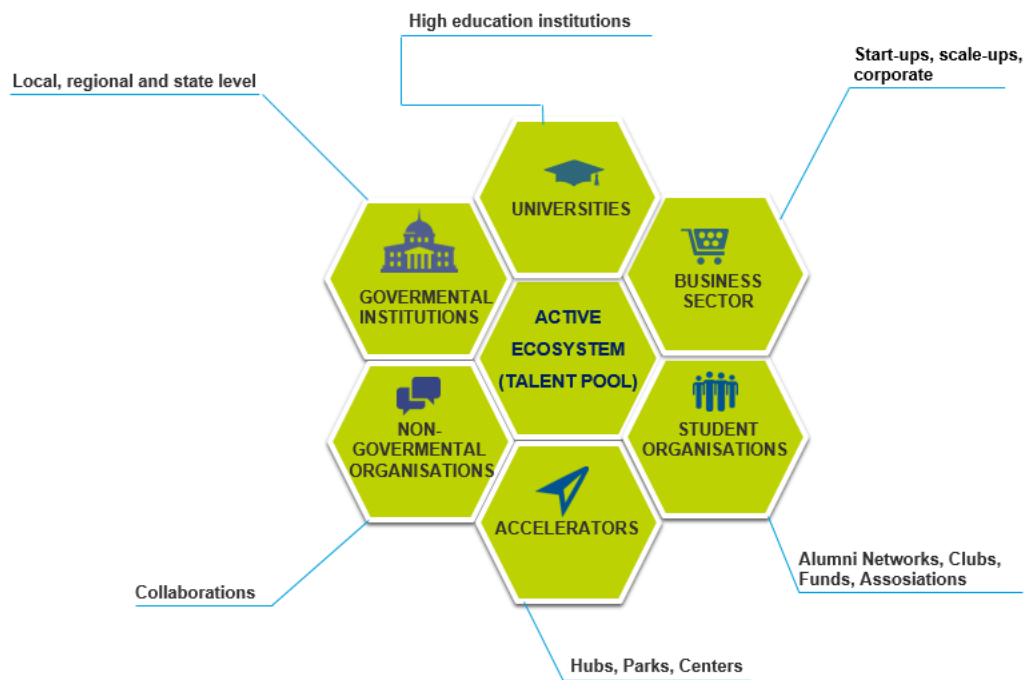 High education institutions
Local, regional and state level
Start-ups, scale-ups,
corporate
UNIVERSITIES
GOVERMENTAL
INSTITUTIONS
BUSINESS
SECTOR
ACTIVE
ECOSYSTEM
(TALENT POOL)
NON-
GOVERMENTAL
ORGANISATIONS
STUDENT
ORGANISATIONS
ACCELERATORS
Alumni Networks, Clubs,
Funds, Assosiations
Collaborations
Hubs, Parks, Centers